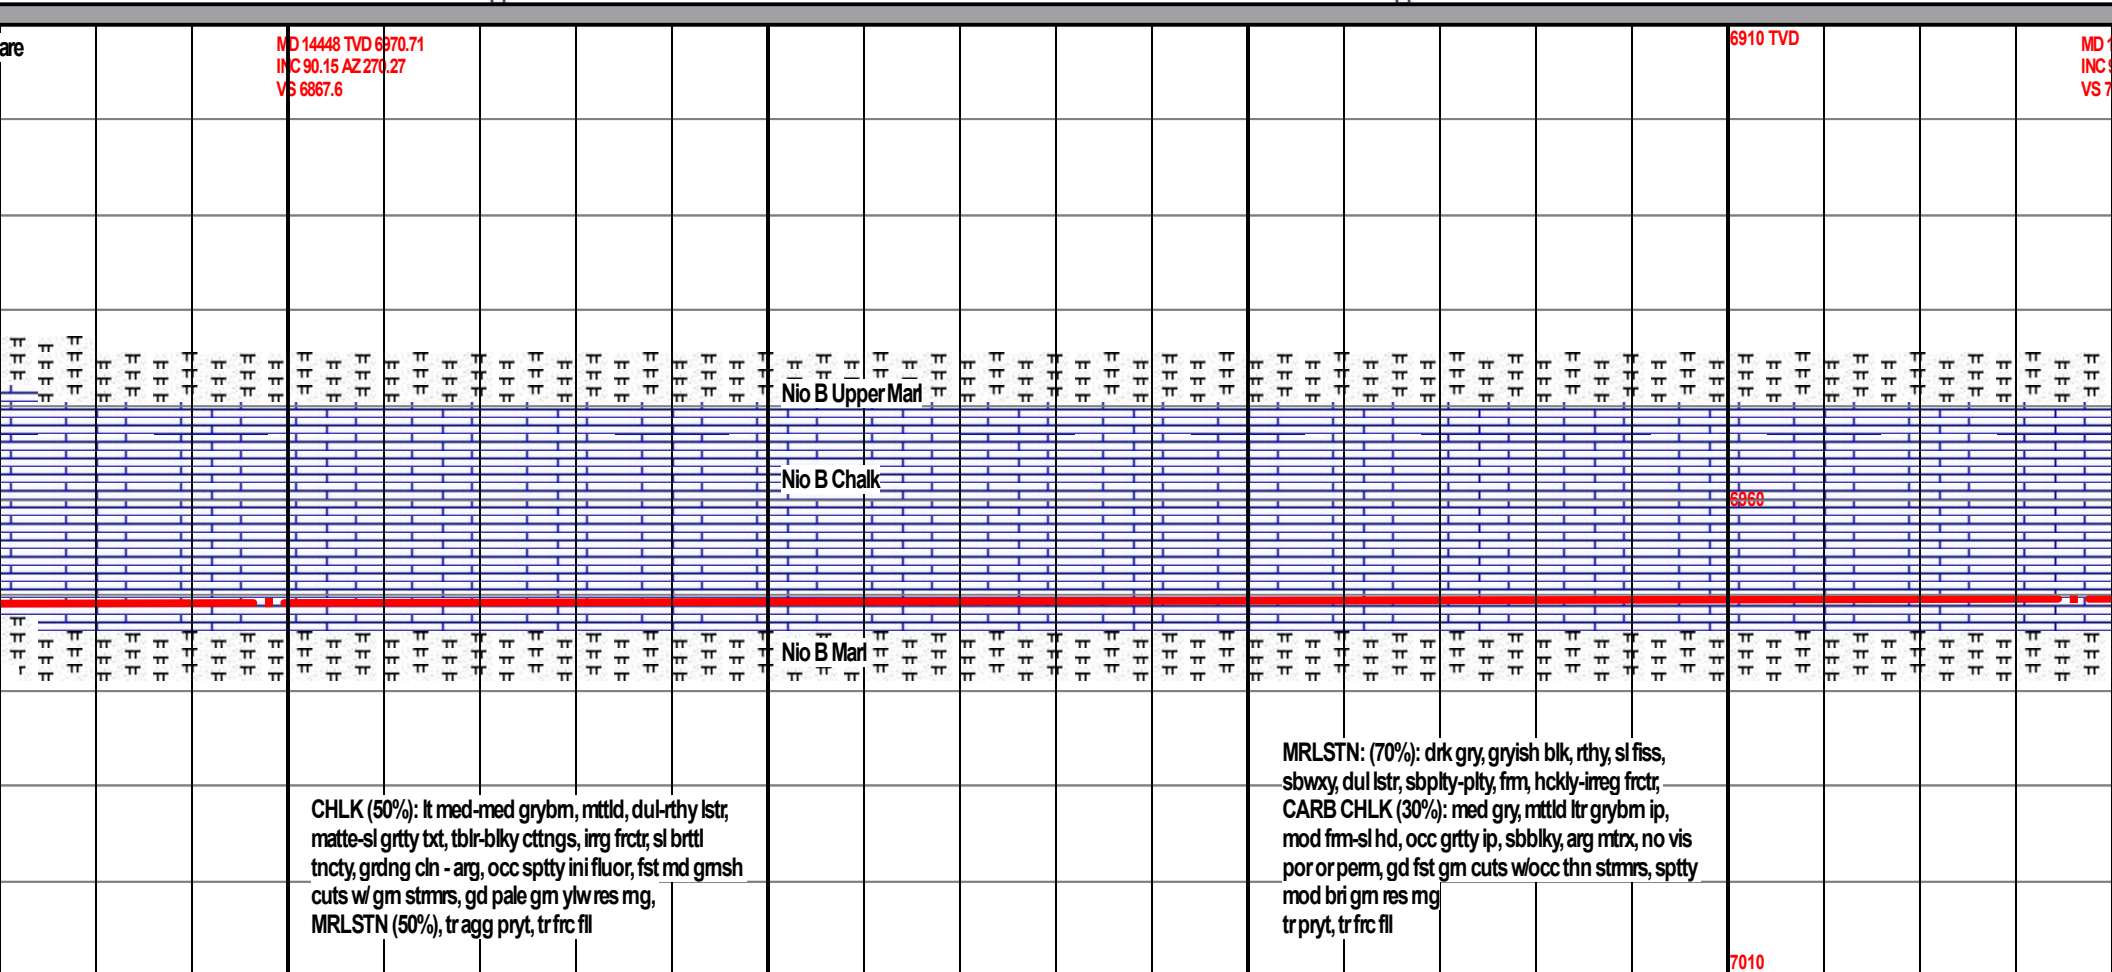 are
MD 14448 TVD 6970.71
INC 90.15 AZ 270.27
VS 6867.6
6910 TVD
MD 1
INC 9
VS 7
Nio B Upper Marl
Nio B Chalk
6960
Nio B Marl
CHLK (50%): lt med-med grybrn, mttld, dul-rthy lstr,
matte-sl grtty txt, tblr-blky cttngs, irrg frctr, sl brttl
tncty, grdng cln - arg, occ sptty ini fluor, fst md grnsh
cuts w/ grn strmrs, gd pale grn ylw res rng,
MRLSTN (50%), tr agg pryt, tr frc fll
MRLSTN: (70%): drk gry, gryish blk, rthy, sl fiss,
sbwxy, dul lstr, sbplty-plty, frm, hckly-irreg frctr,
CARB CHLK (30%): med gry, mttld ltr grybrn ip,
mod frm-sl hd, occ grtty ip, sbblky, arg mtrx, no vis
por or perm, gd fst grn cuts w/occ thn strmrs, sptty
mod bri grn res rng
tr pryt, tr frc fll
7010